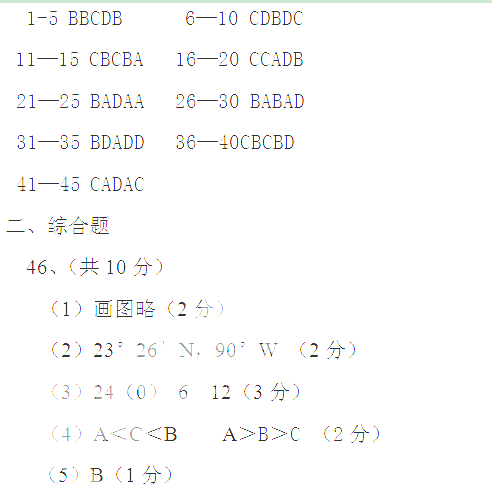 1-5 BBCDB 6—10 CDBDC
11—15 CBCBA 16—20 CCADB
21—25 BADAA 26—30 BABAD
31—35 BDADD 36—40CBCBD
41—45 CADAC
二、综合题
46、（共 10 分）
（1）画图略（2 分）
（2）23° 26′ N，90° W （2 分）
（3）24（0） 6 12（3 分）
（4）A＜C＜B A＞B＞C （2 分）
（5）B（1 分）